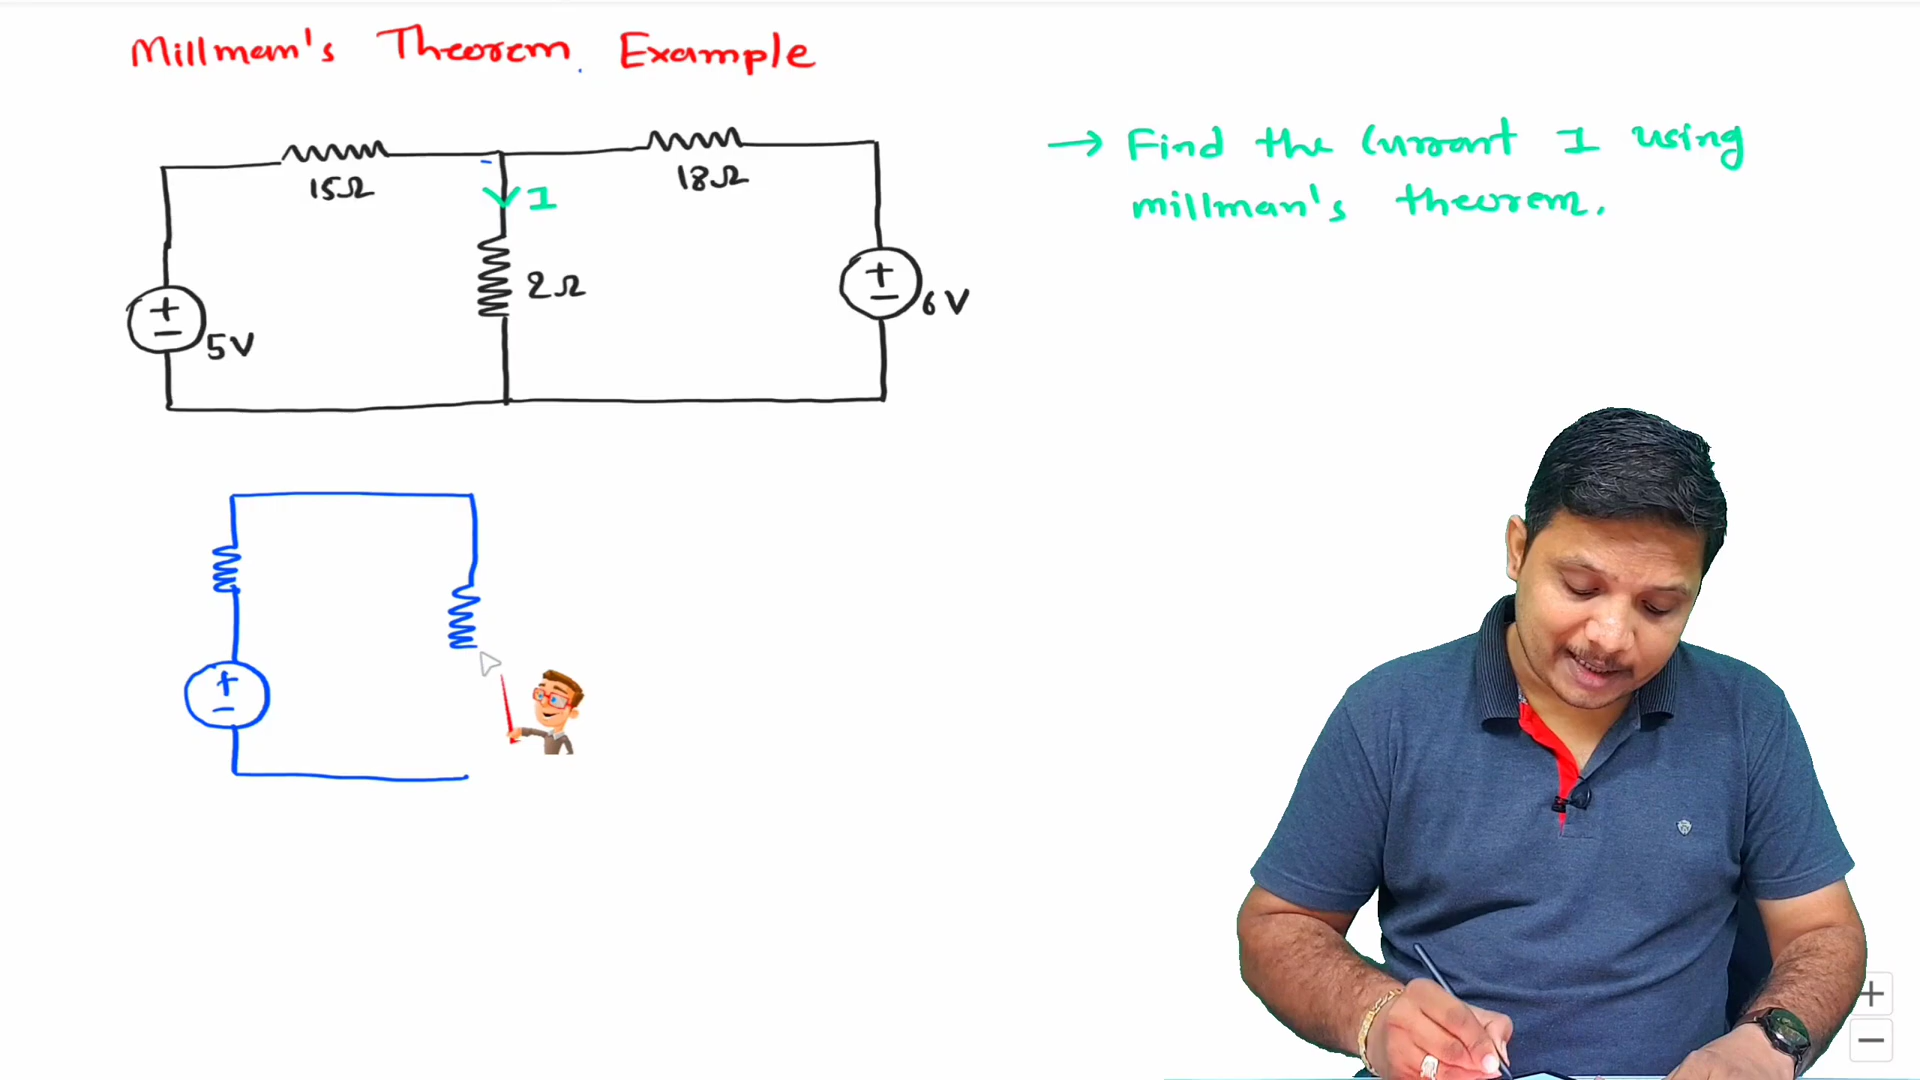 Millman's Theorem Example
→ Find the Current I using
millman's theorem.
15Ω
18Ω
I
2Ω
+
−
5V
+
−
6V
+
−
+
−